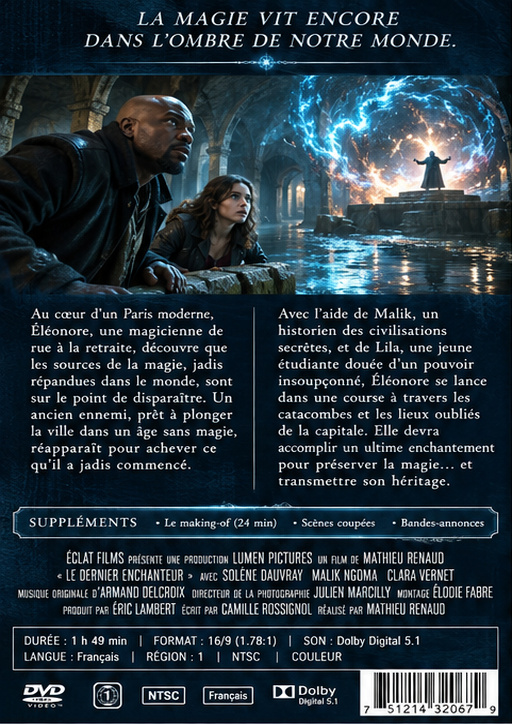 LA MAGIE VIT ENCORE
DANS L'OMBRE DE NOTRE MONDE.
Au cœur d'un Paris moderne,
Éléonore, une magicienne de
rue à la retraite, découvre que
les sources de la magie, jadis
répandues dans le monde, sont
sur le point de disparaître. Un
ancien ennemi, prêt à plonger
la ville dans un âge sans magie,
réapparaît pour achever ce
qu'il a jadis commencé.
Avec l'aide de Malik, un
historien des civilisations
secrètes, et de Lila, une jeune
étudiante douée d'un pouvoir
insoupçonné, Éléonore se lance
dans une course à travers les
catacombes et les lieux oubliés
de la capitale. Elle devra
accomplir un ultime enchantement
pour préserver la magie... et
transmettre son héritage.
SUPPLÉMENTS • Le making-of (24 min) • Scènes coupées • Bandes-annonces
ÉCLAT FILMS PRÉSENTE UNE PRODUCTION LUMEN PICTURES UN FILM DE MATHIEU RENAUD
« LE DERNIER ENCHANTEUR » AVEC SOLÈNE DAUVRAY MALIK NGOMA CLARA VERNET
MUSIQUE ORIGINALE D'ARMAND DELCROIX DIRECTEUR DE LA PHOTOGRAPHIE JULIEN MARCILLY MONTAGE ÉLODIE FABRE
PRODUIT PAR ÉRIC LAMBERT ÉCRIT PAR CAMILLE ROSSIGNOL RÉALISÉ PAR MATHIEU RENAUD
DURÉE : 1 h 49 min | FORMAT : 16/9 (1.78:1) | SON : Dolby Digital 5.1
LANGUE : Français | RÉGION : 1 | NTSC | COULEUR
DVD
VIDEO™
1
NTSC
Français
Dolby
Digital 5.1
7 51214 32067 9